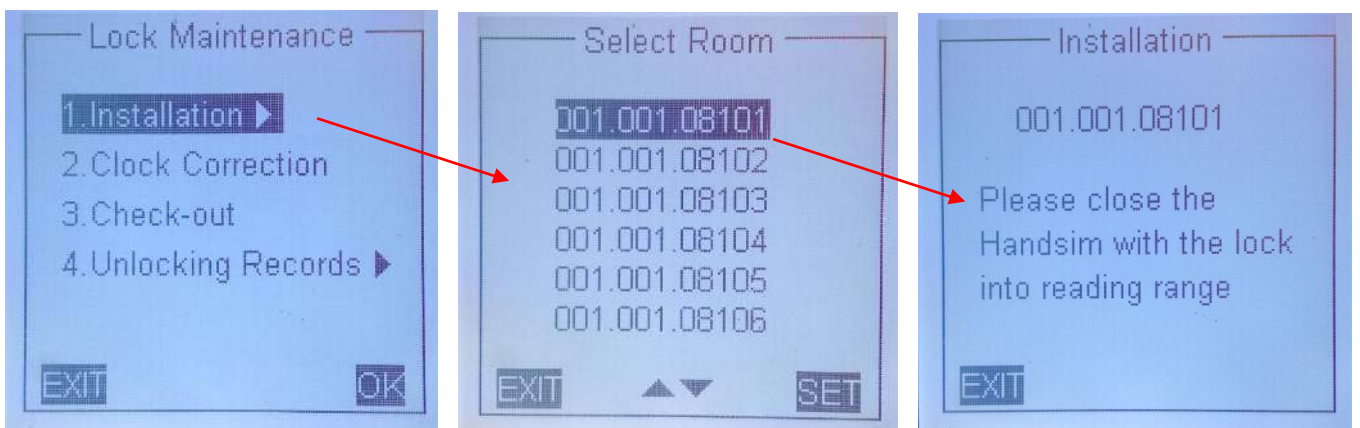 Lock Maintenance
1.Installation ▶
2.Clock Correction
3.Check-out
4.Unlocking Records ▶
EXIT OK
Select Room
001.001.08101
001.001.08102
001.001.08103
001.001.08104
001.001.08105
001.001.08106
EXIT ▲▼ SET
Installation
001.001.08101
Please close the
Handsim with the lock
into reading range
EXIT